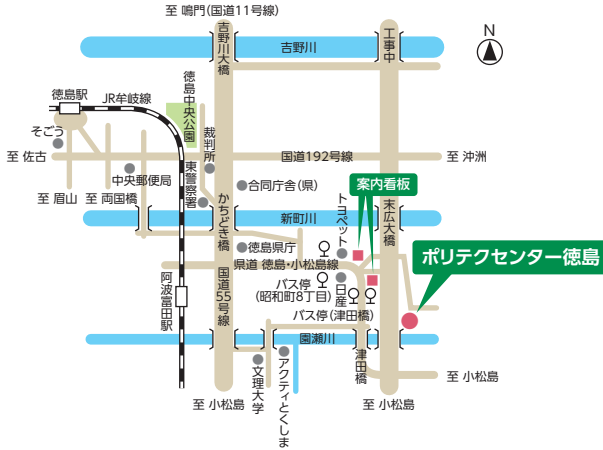 至 鳴門(国道11号線)
吉野川大橋
工事中
吉野川
N
徳島駅
JR牟岐線
徳島中央公園
そごう
裁判所
至 佐古
国道192号線
至 沖洲
中央郵便局
東警察署
合同庁舎(県)
案内看板
至 眉山
至 両国橋
かちどき橋
新町川
トヨペット
末広大橋
徳島県庁
ポリテクセンター徳島
県道 徳島・小松島線
阿波富田駅
国道55号線
バス停
(昭和町8丁目)
日産
バス停(津田橋)
園瀬川
津田橋
文理大学
アクティとくしま
至 小松島
至 小松島
至 小松島